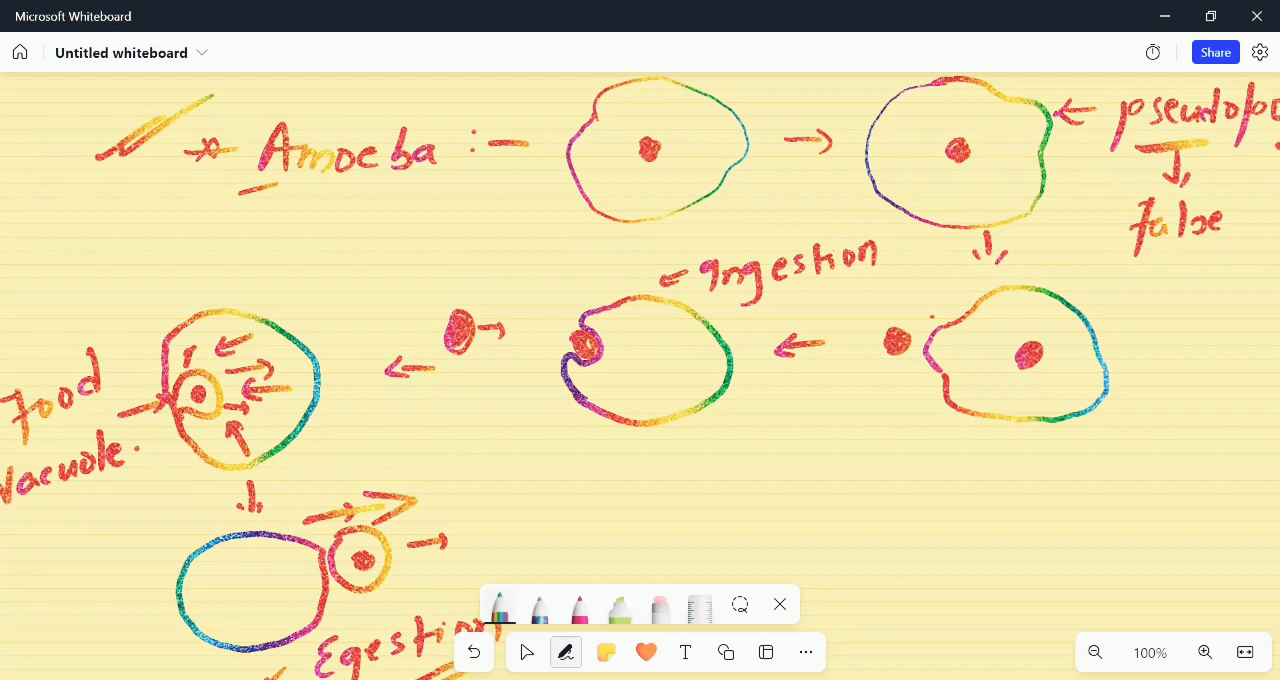 Microsoft Whiteboard
Untitled whiteboard
Share
* Amoeba :-
pseudopo
false
Ingestion
Food
Vacuole.
Egestion
100%